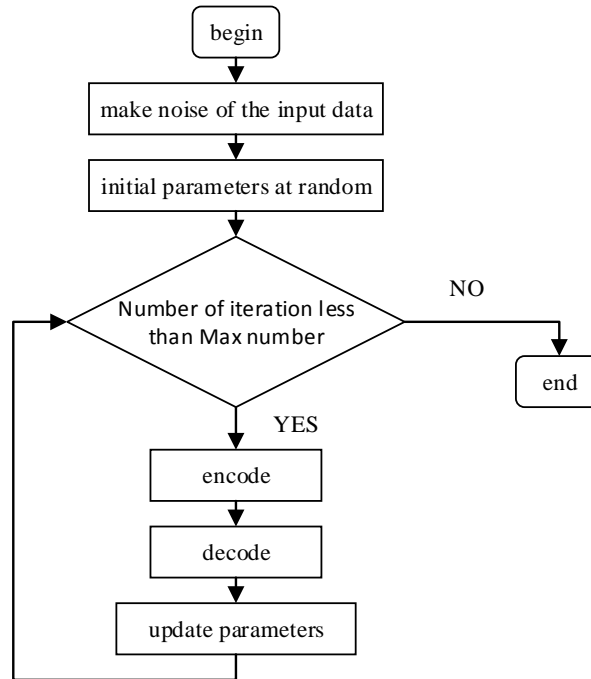 begin
make noise of the input data
initial parameters at random
Number of iteration less
than Max number
NO
end
YES
encode
decode
update parameters